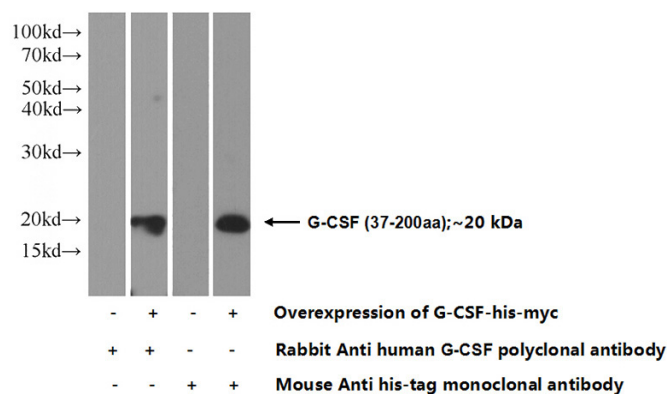 100kd→
70kd→
50kd→
40kd→
30kd→
20kd→
G-CSF (37-200aa);~20 kDa
15kd→
- + - + Overexpression of G-CSF-his-myc
+ + - - Rabbit Anti human G-CSF polyclonal antibody
- - + + Mouse Anti his-tag monoclonal antibody